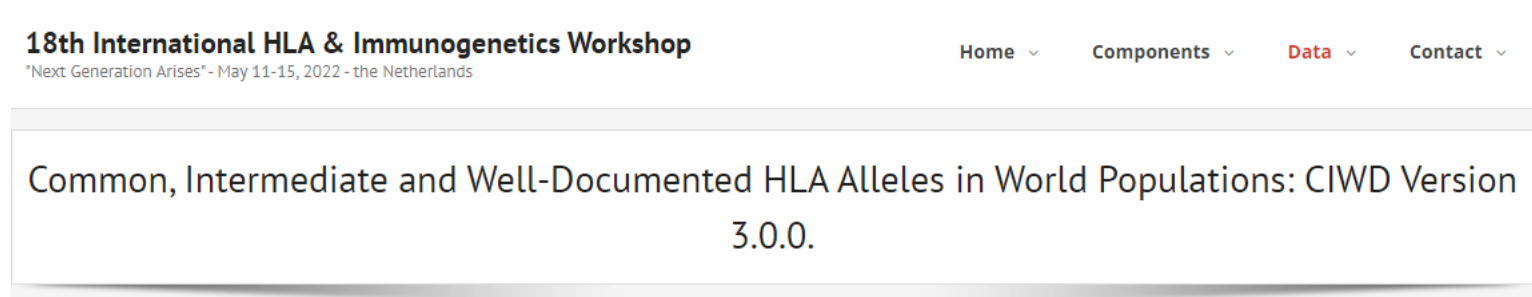 18th International HLA & Immunogenetics Workshop
"Next Generation Arises" - May 11-15, 2022 - the Netherlands
Home Components Data Contact
Common, Intermediate and Well-Documented HLA Alleles in World Populations: CIWD Version
3.0.0.